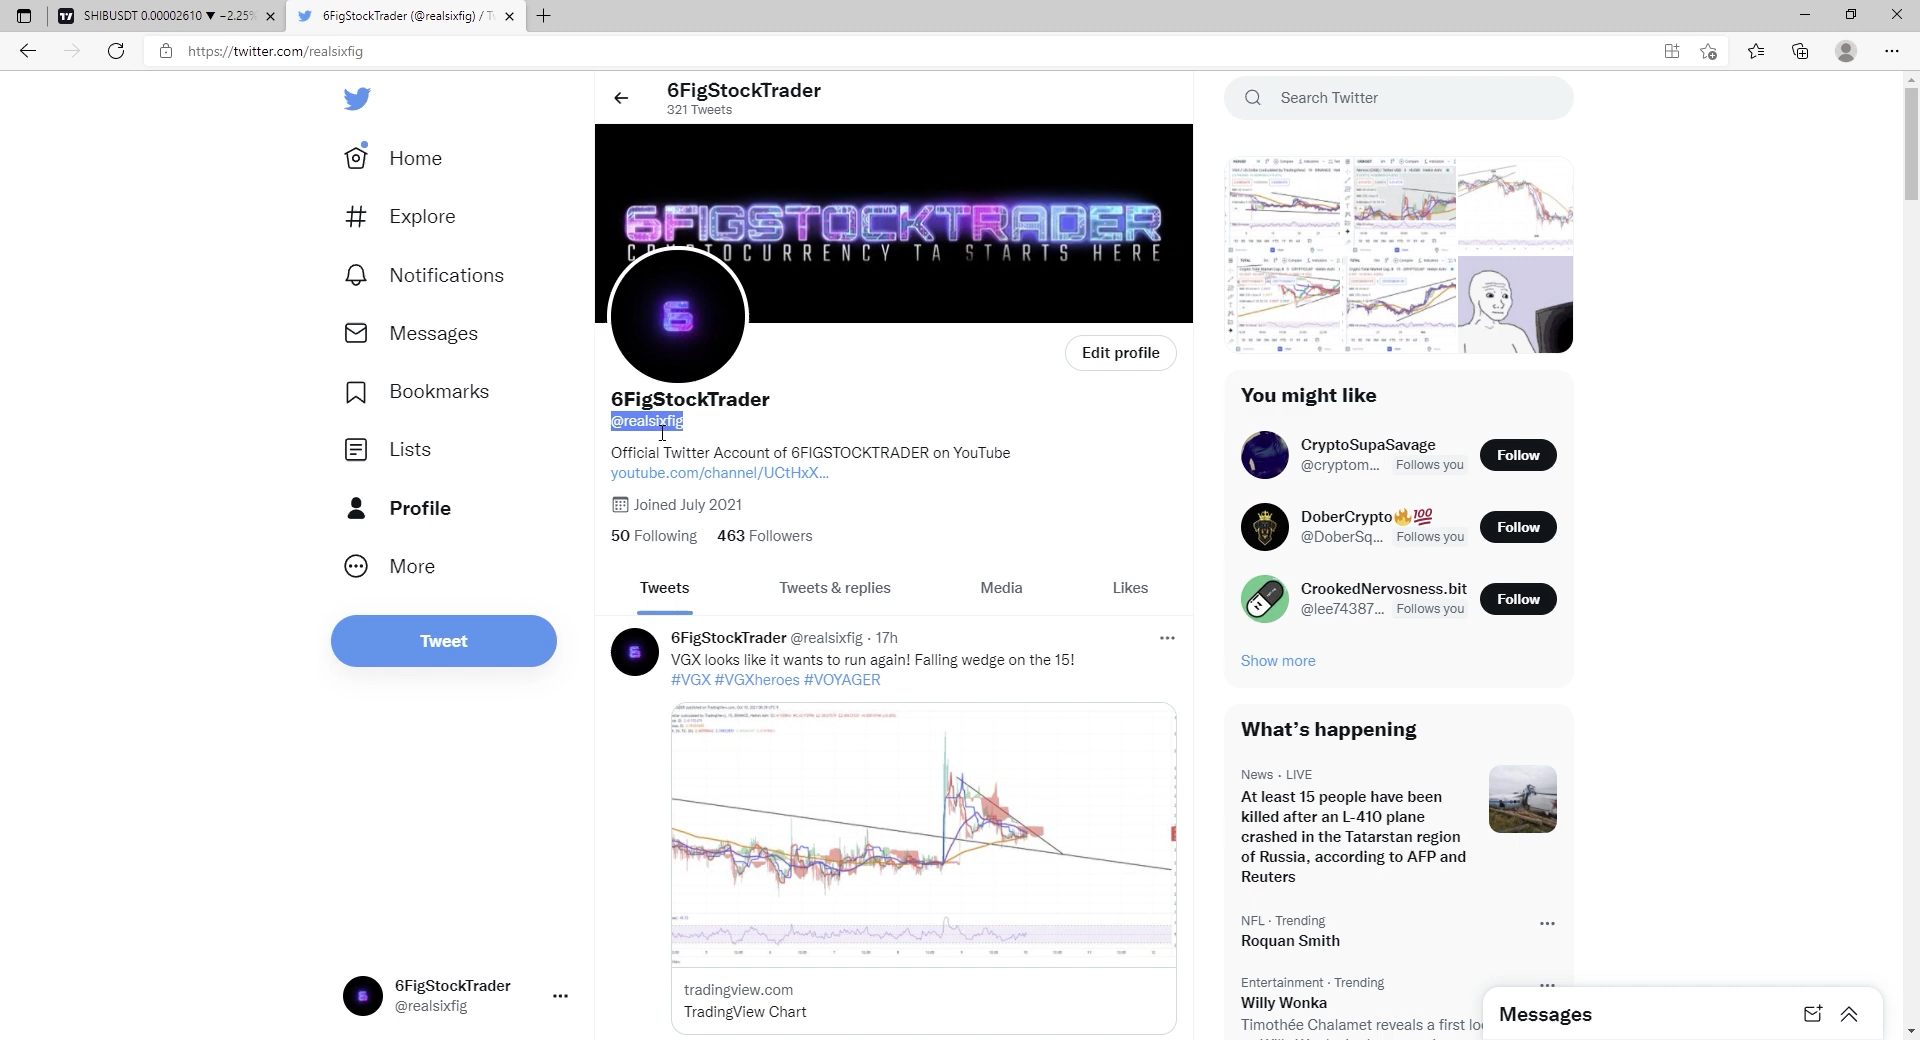 SHIBUSDT 0.00002610 ▼ −2.25%
6FigStockTrader (@realsixfig) / Tw
https://twitter.com/realsixfig
Home
Explore
Notifications
Messages
Bookmarks
Lists
Profile
More
Tweet
6FigStockTrader
@realsixfig
6FigStockTrader
321 Tweets
6FIGSTOCKTRADER
CRYPTOCURRENCY TA STARTS HERE
6
Edit profile
6FigStockTrader
@realsixfig
Official Twitter Account of 6FIGSTOCKTRADER on YouTube
youtube.com/channel/UCtHxX...
Joined July 2021
50 Following 463 Followers
Tweets Tweets & replies Media Likes
6FigStockTrader @realsixfig · 17h
VGX looks like it wants to run again! Falling wedge on the 15!
#VGX #VGXheroes #VOYAGER
tradingview.com
TradingView Chart
Search Twitter
You might like
CryptoSupaSavage
@cryptom... Follows you
Follow
DoberCrypto🔥💯
@DoberSq... Follows you
Follow
CrookedNervosness.bit
@lee74387... Follows you
Follow
Show more
What's happening
News · LIVE
At least 15 people have been
killed after an L-410 plane
crashed in the Tatarstan region
of Russia, according to AFP and
Reuters
NFL · Trending
Roquan Smith
Entertainment · Trending
Willy Wonka
Timothée Chalamet reveals a first lo
Messages